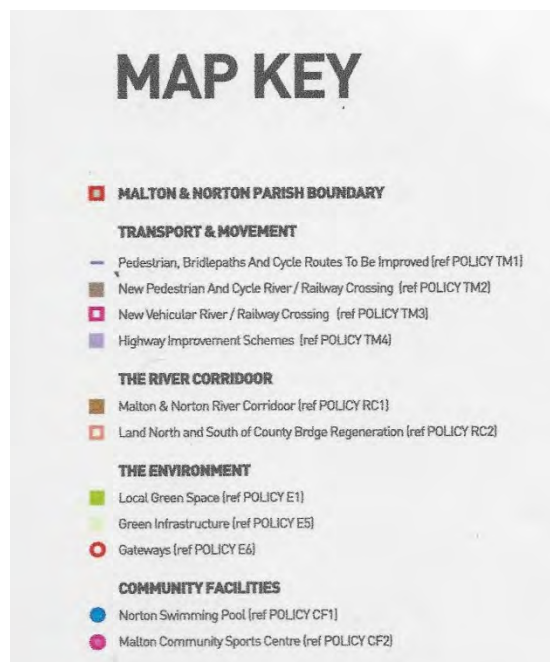 MAP KEY
MALTON & NORTON PARISH BOUNDARY
TRANSPORT & MOVEMENT
Pedestrian, Bridlepaths And Cycle Routes To Be Improved (ref POLICY TM1)
New Pedestrian And Cycle River / Railway Crossing (ref POLICY TM2)
New Vehicular River / Railway Crossing (ref POLICY TM3)
Highway Improvement Schemes (ref POLICY TM4)
THE RIVER CORRIDOOR
Malton & Norton River Corridoor (ref POLICY RC1)
Land North and South of County Brdge Regeneration (ref POLICY RC2)
THE ENVIRONMENT
Local Green Space (ref POLICY E1)
Green Infrastructure (ref POLICY E5)
Gateways (ref POLICY E6)
COMMUNITY FACILITIES
Norton Swimming Pool (ref POLICY CF1)
Malton Community Sports Centre (ref POLICY CF2)